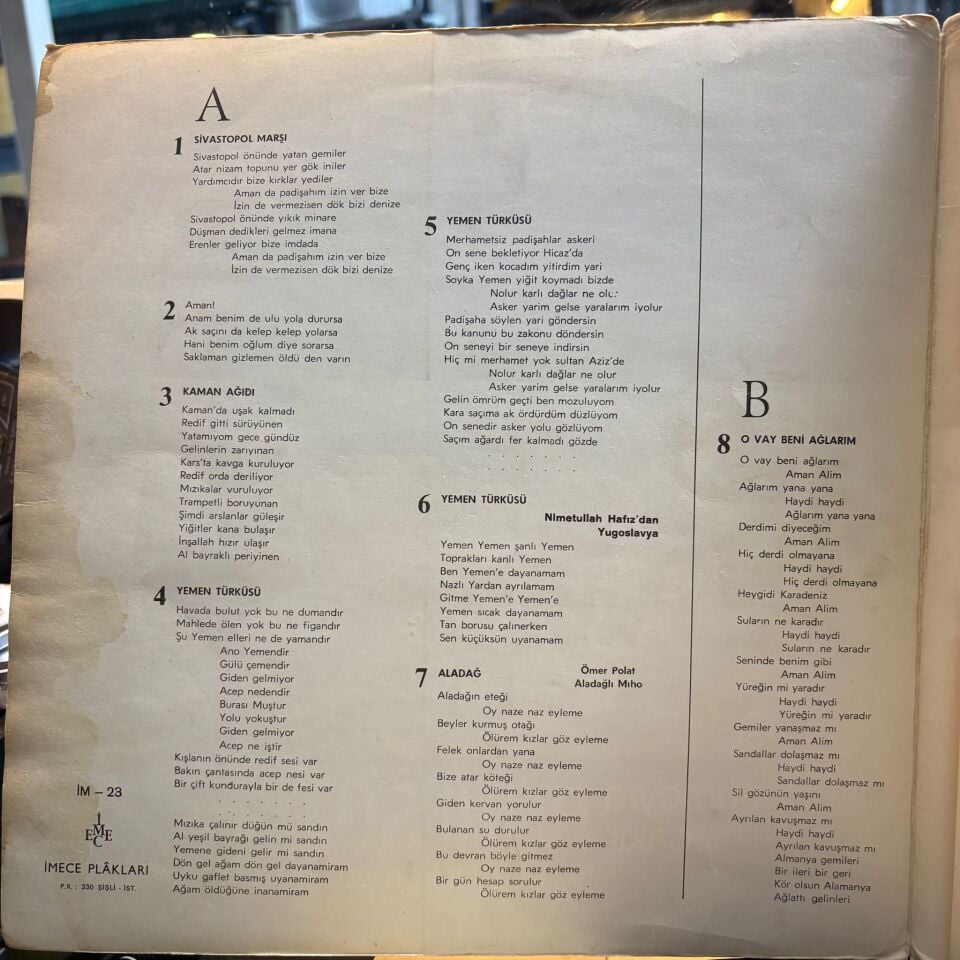 A
1 SİVASTOPOL MARŞI
Sivastopol önünde yatan gemiler
Atar nizam topunu yer gök iniler
Yardımcıdır bize kırklar yediler
Aman da padişahım izin ver bize
İzin de vermezisen dök bizi denize
Sivastopol önünde yıkık minare
Düşman dedikleri gelmez imana
Erenler geliyor bize imdada
Aman da padişahım izin ver bize
İzin de vermezisen dök bizi denize
2 Aman!
Anam benim de ulu yola durursa
Ak saçını da kelep kelep yolarsa
Hani benim oğlum diye sorarsa
Saklaman gizlemen öldü den varın
3 KAMAN AĞIDI
Kaman'da uşak kalmadı
Redif gitti sürüyünen
Yatamıyom gece gündüz
Gelinlerin zarıyınan
Kars'ta kavga kuruluyor
Redif orda deriliyor
Mızıkalar vuruluyor
Trampetli boruyunan
Şimdi arslanlar güleşir
Yiğitler kana bulaşır
İnşallah hızır ulaşır
Al bayraklı periyinen
4 YEMEN TÜRKÜSÜ
Havada bulut yok bu ne dumandır
Mahlede ölen yok bu ne figandır
Şu Yemen elleri ne de yamandır
Ano Yemendir
Gülü çemendir
Giden gelmiyor
Acep nedendir
Burası Muştur
Yolu yokuştur
Giden gelmiyor
Acep ne iştir
Kışlanın önünde redif sesi var
Bakın çantasında acep nesi var
Bir çift kundurayla bir de fesi var
. . . . . .
. . . . . .
Mızıka çalınır düğün mü sandın
Al yeşil bayrağı gelin mi sandın
Yemene gideni gelir mi sandın
Dön gel ağam dön gel dayanamiram
Uyku gaflet basmış uyanamiram
Ağam öldüğüne inanamiram
İM – 23
İMECE
İMECE PLÂKLARI
P.K. : 330 ŞİŞLİ - İST.
5 YEMEN TÜRKÜSÜ
Merhametsiz padişahlar askeri
On sene bekletiyor Hicaz'da
Genç iken kocadım yitirdim yari
Soyka Yemen yiğit koymadı bizde
Nolur karlı dağlar ne olur
Asker yarim gelse yaralarım iyolur
Padişaha söylen yari göndersin
Bu kanunu bu zakonu döndersin
On seneyi bir seneye indirsin
Hiç mi merhamet yok sultan Aziz'de
Nolur karlı dağlar ne olur
Asker yarim gelse yaralarım iyolur
Gelin ömrüm geçti ben mozuluyom
Kara saçıma ak ördürdüm düzlüyom
On senedir asker yolu gözlüyom
Saçım ağardı fer kalmadı gözde
. . . . . .
. . . . . .
6 YEMEN TÜRKÜSÜ
Nimetullah Hafız'dan
Yugoslavya
Yemen Yemen şanlı Yemen
Toprakları kanlı Yemen
Ben Yemen'e dayanamam
Nazlı Yardan ayrılamam
Gitme Yemen'e Yemen'e
Yemen sıcak dayanamam
Tan borusu çalınerken
Sen küçüksün uyanamam
7 ALADAĞ
Ömer Polat
Aladağlı Mıho
Aladağın eteği
Oy naze naz eyleme
Beyler kurmuş otağı
Ölürem kızlar göz eyleme
Felek onlardan yana
Oy naze naz eyleme
Bize atar köteği
Ölürem kızlar göz eyleme
Giden kervan yorulur
Oy naze naz eyleme
Bulanan su durulur
Ölürem kızlar göz eyleme
Bu devran böyle gitmez
Oy naze naz eyleme
Bir gün hesap sorulur
Ölürem kızlar göz eyleme
B
8 O VAY BENİ AĞLARIM
O vay beni ağlarım
Aman Alim
Ağlarım yana yana
Haydi haydi
Ağlarım yana yana
Derdimi diyeceğim
Aman Alim
Hiç derdi olmayana
Haydi haydi
Hiç derdi olmayana
Heygidi Karadeniz
Aman Alim
Suların ne karadır
Haydi haydi
Suların ne karadır
Seninde benim gibi
Aman Alim
Yüreğin mi yaradır
Haydi haydi
Yüreğin mi yaradır
Gemiler yanaşmaz mı
Aman Alim
Sandallar dolaşmaz mı
Haydi haydi
Sandallar dolaşmaz mı
Sil gözünün yaşını
Aman Alim
Ayrılan kavuşmaz mı
Haydi haydi
Ayrılan kavuşmaz mı
Almanya gemileri
Bir ileri bir geri
Kör olsun Alamanya
Ağlattı gelinleri